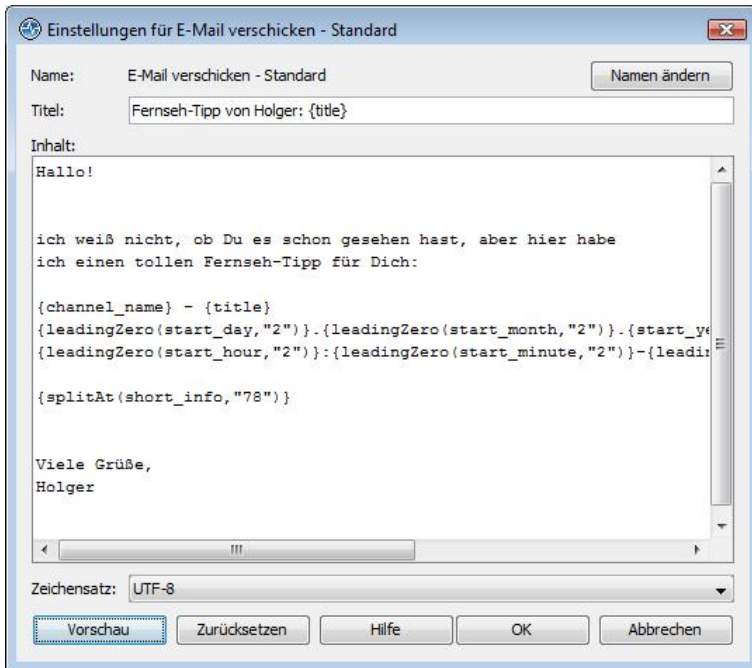 Einstellungen für E-Mail verschicken - Standard
Name: E-Mail verschicken - Standard Namen ändern
Titel: Fernseh-Tipp von Holger: {title}
Inhalt:
Hallo!
ich weiß nicht, ob Du es schon gesehen hast, aber hier habe
ich einen tollen Fernseh-Tipp für Dich:
{channel_name} - {title}
{leadingZero(start_day,"2")}.{leadingZero(start_month,"2")}.{start_ye
{leadingZero(start_hour,"2")}:{leadingZero(start_minute,"2")}-{leadin
{splitAt(short_info,"78")}
Viele Grüße,
Holger
Zeichensatz: UTF-8
Vorschau Zurücksetzen Hilfe OK Abbrechen